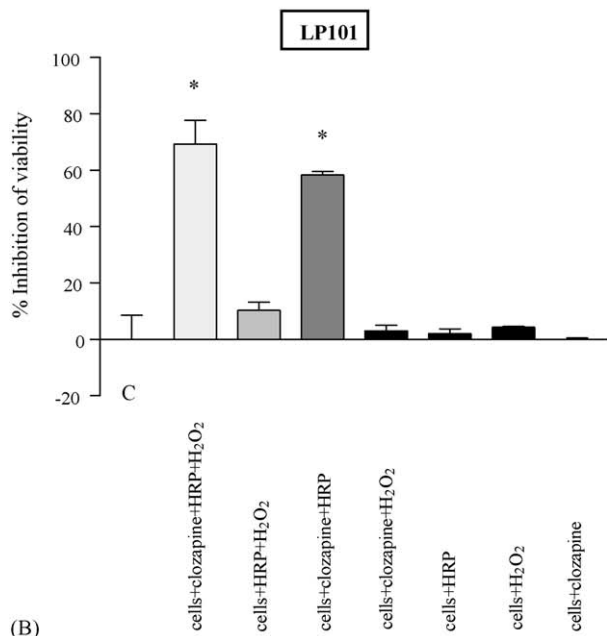 LP101
% Inhibition of viability
100
80
60
40
20
0
-20
*
*
C
cells+clozapine+HRP+H₂O₂
cells+HRP+H₂O₂
cells+clozapine+HRP
cells+clozapine+H₂O₂
cells+HRP
cells+H₂O₂
cells+clozapine
(B)